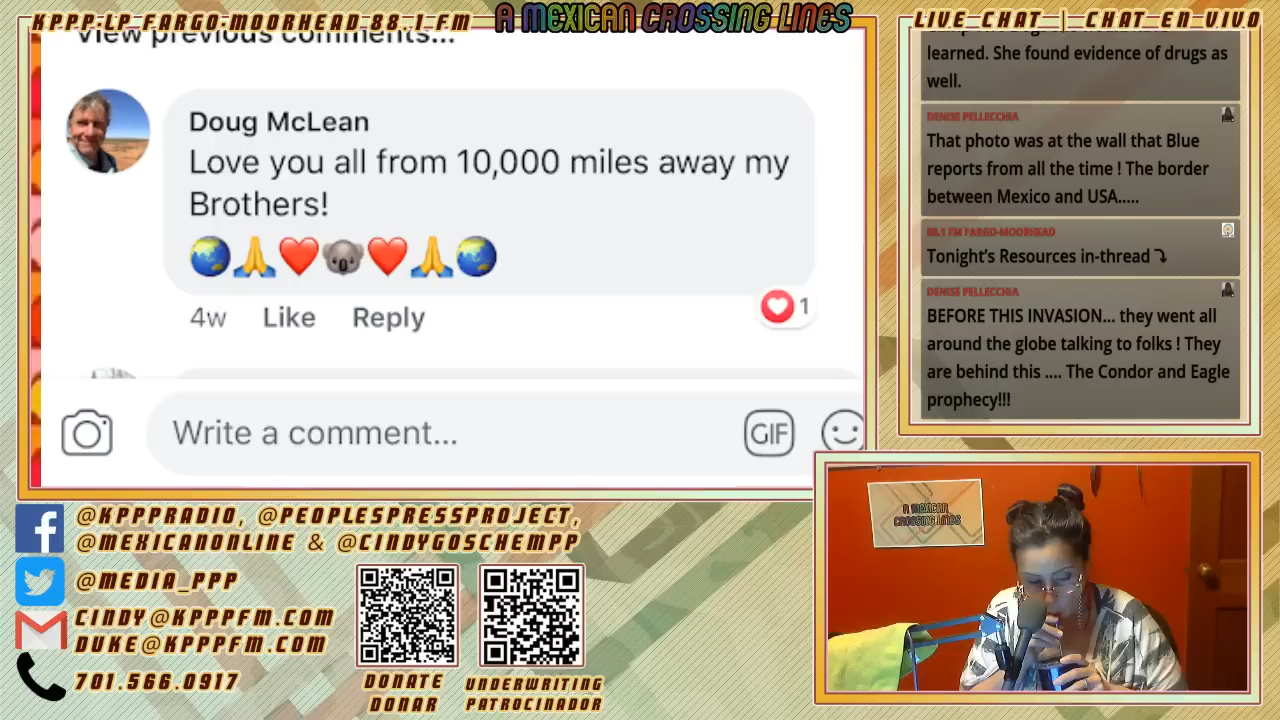 KPPP-LP FARGO-MOORHEAD 88.1 FM
A MEXICAN CROSSING LINES
LIVE CHAT | CHAT EN VIVO
View previous comments...
Doug McLean
Love you all from 10,000 miles away my
Brothers!
🌏🙏❤️🐨❤️🙏🌏
4w Like Reply
1
Write a comment...
GIF
learned. She found evidence of drugs as
well.
DENISE PELLECCHIA
That photo was at the wall that Blue
reports from all the time ! The border
between Mexico and USA.....
88.1 FM FARGO-MOORHEAD
Tonight's Resources in-thread ⤵
DENISE PELLECCHIA
BEFORE THIS INVASION... they went all
around the globe talking to folks ! They
are behind this .... The Condor and Eagle
prophecy!!!
A MEXICAN
CROSSING LINES
@KPPPRADIO, @PEOPLESPRESSPROJECT,
@MEXICANONLINE & @CINDYGOSCHEMPP
@MEDIA_PPP
CINDY@KPPPFM.COM
DUKE@KPPPFM.COM
701.566.0917
DONATE
DONAR
UNDERWRITING
PATROCINADOR